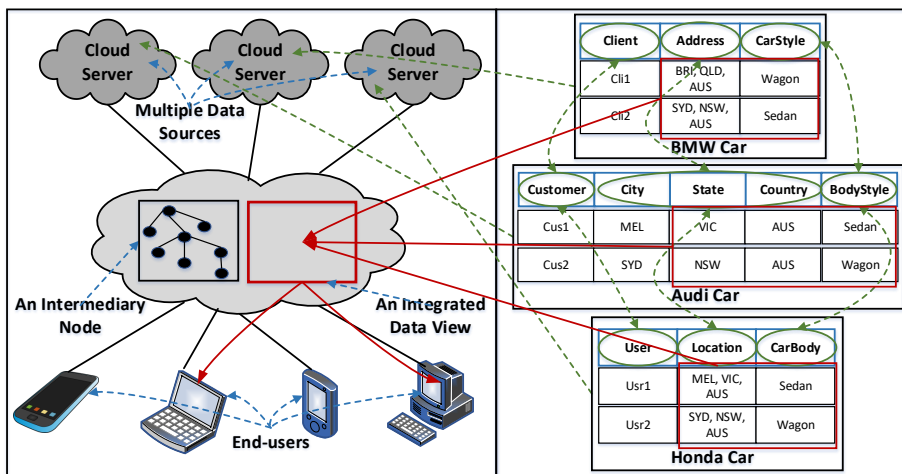 Cloud
Server
Cloud
Server
Cloud
Server
Multiple Data
Sources
An Intermediary
Node
An Integrated
Data View
End-users
Client Address CarStyle
Cli1 BRI, QLD, AUS Wagon
Cli2 SYD, NSW, AUS Sedan
BMW Car
Customer City State Country BodyStyle
Cus1 MEL VIC AUS Sedan
Cus2 SYD NSW AUS Wagon
Audi Car
User Location CarBody
Usr1 MEL, VIC, AUS Sedan
Usr2 SYD, NSW, AUS Wagon
Honda Car